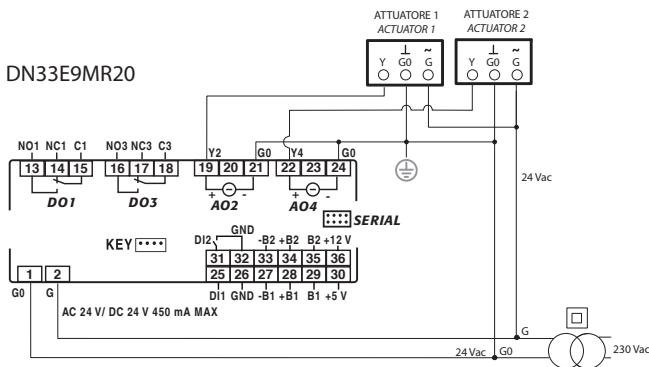 ATTUATORE 1 ATTUATORE 2
ACTUATOR 1 ACTUATOR 2
⊥ ~ ⊥ ~
Y G0 G Y G0 G
DN33E9MR20
NO1 NC1 C1 NO3 NC3 C3 Y2 G0 Y4 G0
13 14 15 16 17 18 19 20 21 22 23 24
+ - + -
DO1 DO3 AO2 AO4
24 Vac
SERIAL
GND
KEY DI2 -B2 +B2 B2 +12 V
31 32 33 34 35 36
1 2 25 26 27 28 29 30
G0 G DI1 GND -B1 +B1 B1 +5 V
AC 24 V/ DC 24 V 450 mA MAX
G
24 Vac G0 230 Vac